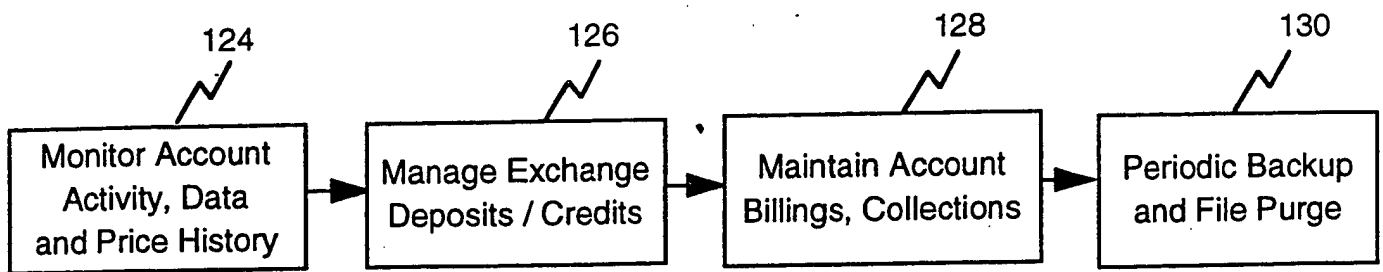 124
126
128
130
Monitor Account
Activity, Data
and Price History
Manage Exchange
Deposits / Credits
Maintain Account
Billings, Collections
Periodic Backup
and File Purge